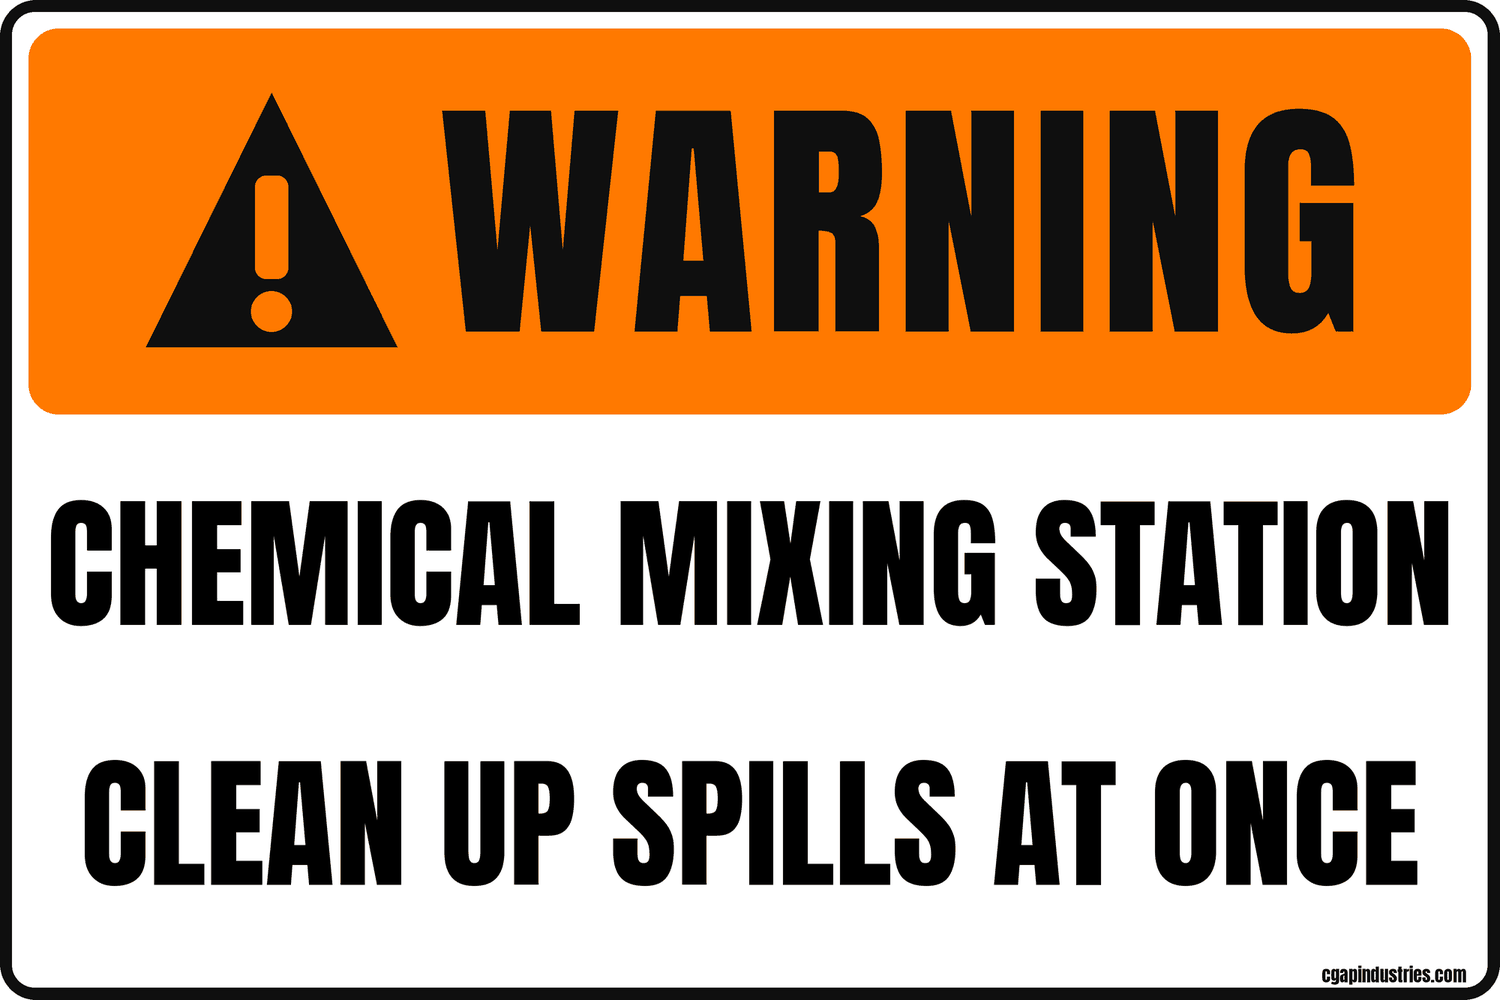 WARNING
CHEMICAL MIXING STATION
CLEAN UP SPILLS AT ONCE
cgapindustries.com